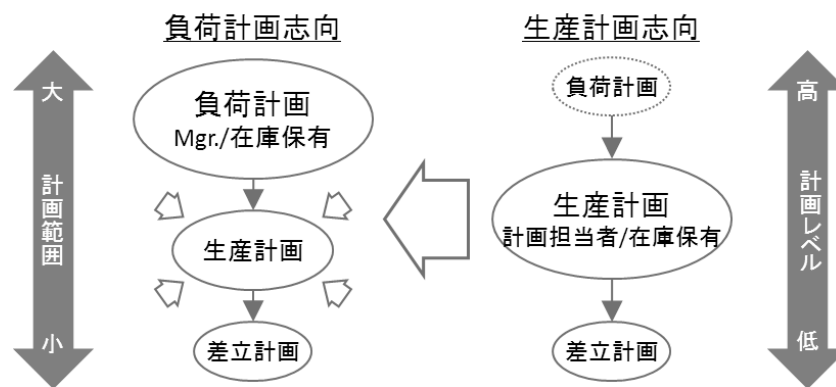 負荷計画志向
生産計画志向
大
計画範囲
小
負荷計画
Mgr./在庫保有
生産計画
差立計画
負荷計画
生産計画
計画担当者/在庫保有
差立計画
高
計画レベル
低